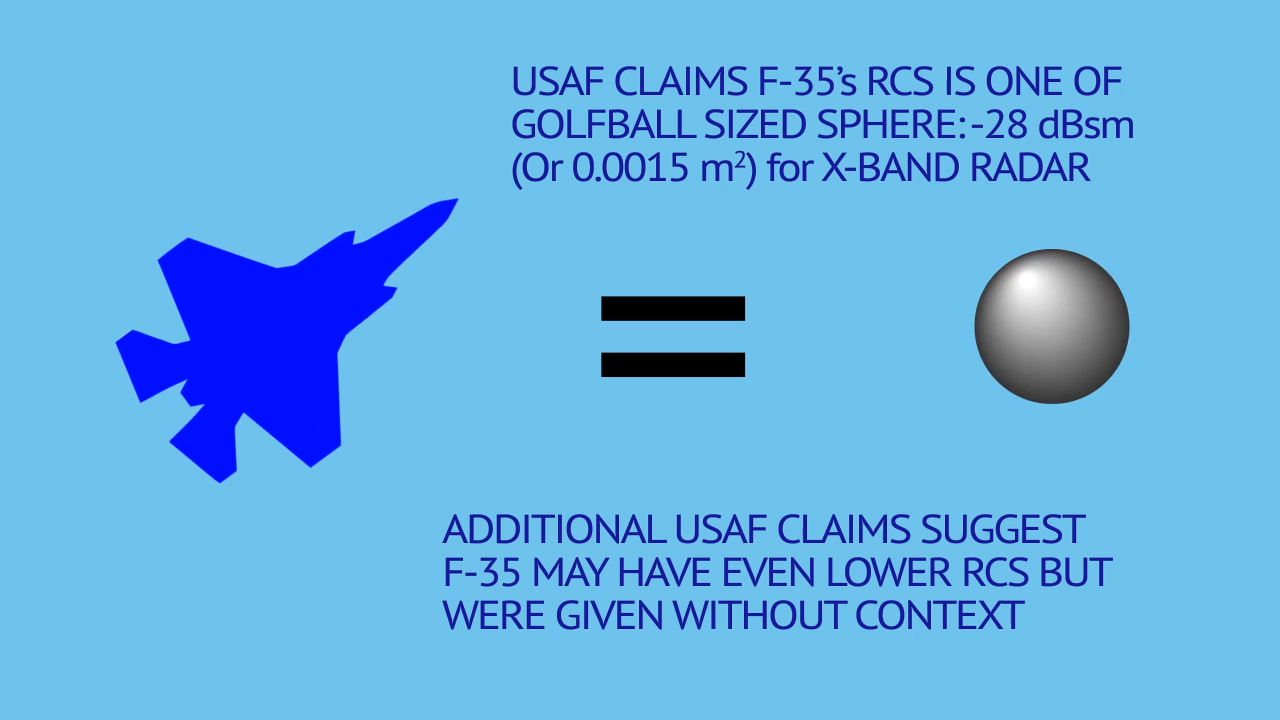 USAF CLAIMS F-35’s RCS IS ONE OF
GOLFBALL SIZED SPHERE: -28 dBsm
(Or 0.0015 m²) for X-BAND RADAR
ADDITIONAL USAF CLAIMS SUGGEST
F-35 MAY HAVE EVEN LOWER RCS BUT
WERE GIVEN WITHOUT CONTEXT